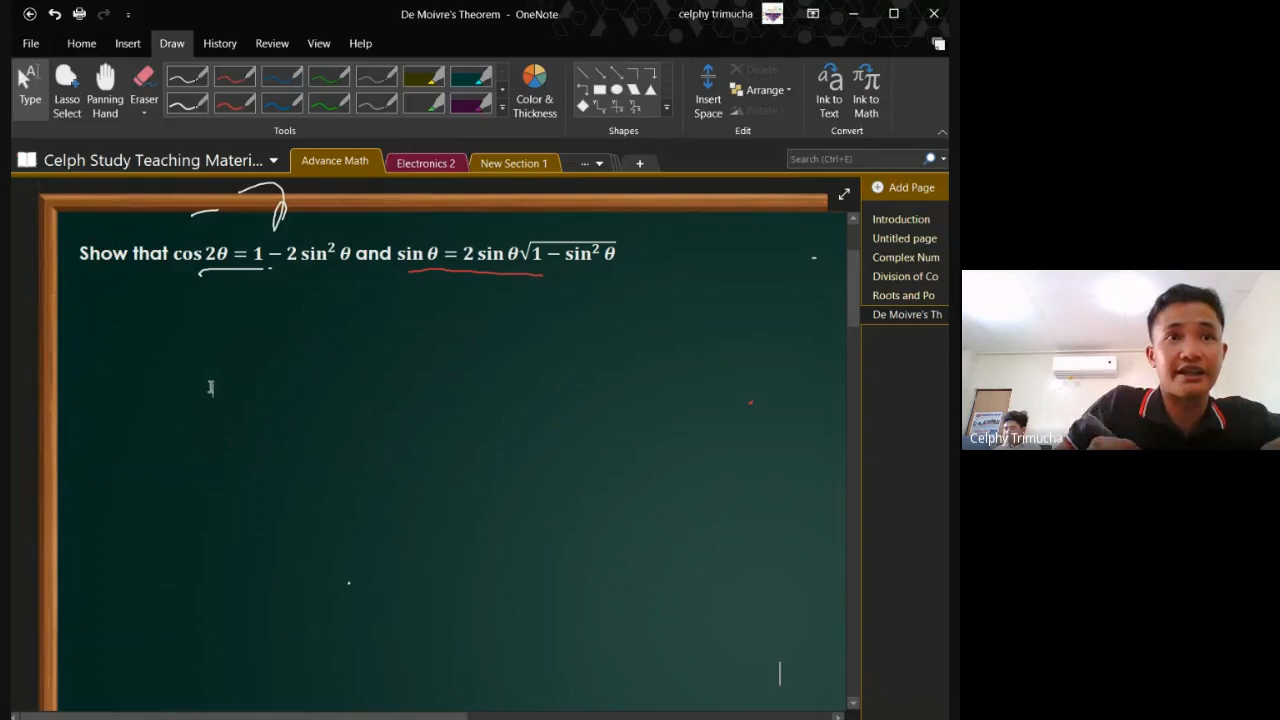 De Moivre's Theorem - OneNote
celphy trimucha
File Home Insert Draw History Review View Help
Type
Lasso Select
Panning Hand
Eraser
Color & Thickness
Insert Space
Delete
Arrange
Rotate
Ink to Text
Ink to Math
Tools
Shapes
Edit
Convert
Celph Study Teaching Materi...
Advance Math
Electronics 2
New Section 1
...
Search (Ctrl+E)
Add Page
Introduction
Untitled page
Complex Num
Division of Co
Roots and Po
De Moivre's Th
Show that cos 2θ = 1 − 2 sin² θ and sin θ = 2 sin θ√1 − sin² θ
Celphy Trimucha